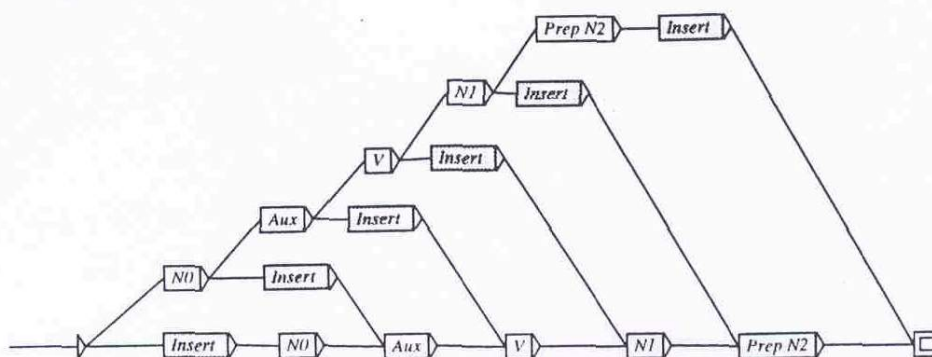 Prep N2 Insert
N1 Insert
V Insert
Aux Insert
N0 Insert
Insert N0 Aux V N1 Prep N2